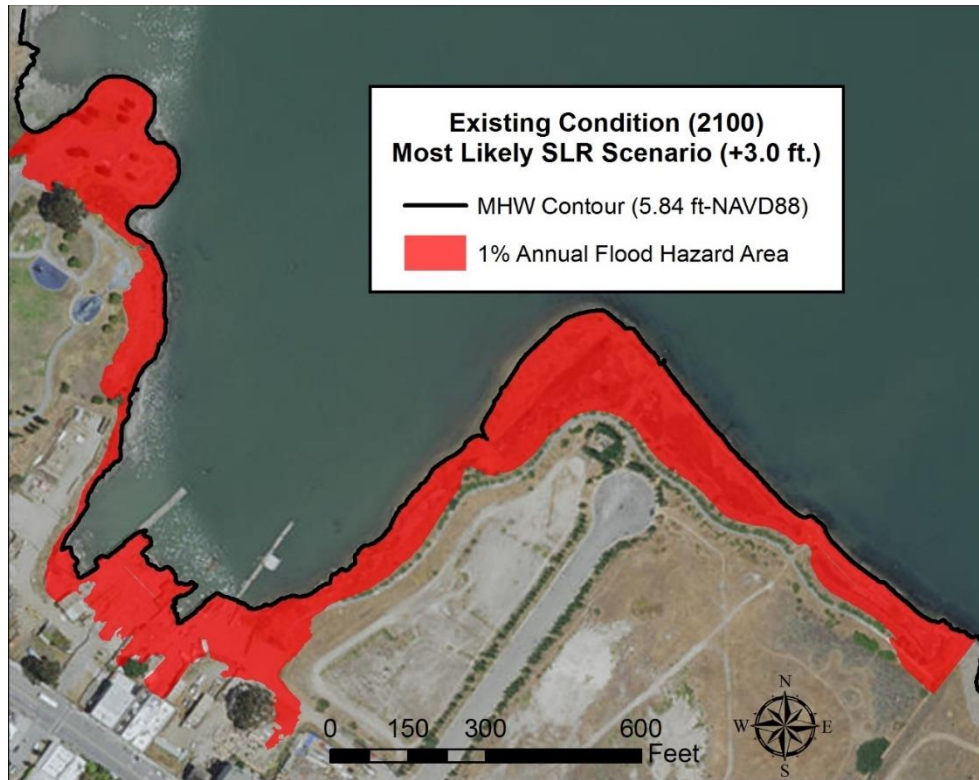 Existing Condition (2100)
Most Likely SLR Scenario (+3.0 ft.)
MHW Contour (5.84 ft-NAVD88)
1% Annual Flood Hazard Area
N
W E
S
0 150 300 600
Feet